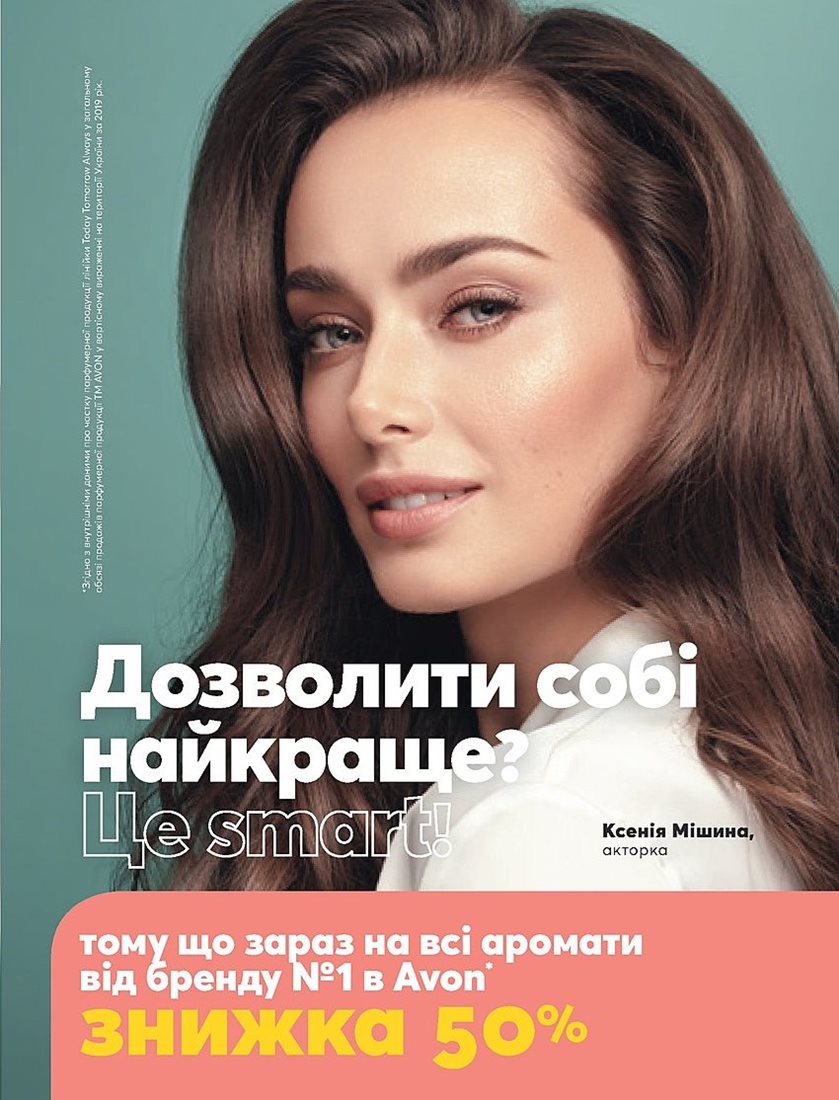 *Згідно з внутрішніми даними про частку парфумерної продукції лінійки Today Tomorrow Always у загальному
обсязі продажів парфумерної продукції ТМ AVON у вартісному вираженні на території України за 2019 рік.
Дозволити собі
найкраще?
Це smart!
Ксенія Мішина,
акторка
тому що зараз на всі аромати
від бренду №1 в Avon*
знижка 50%